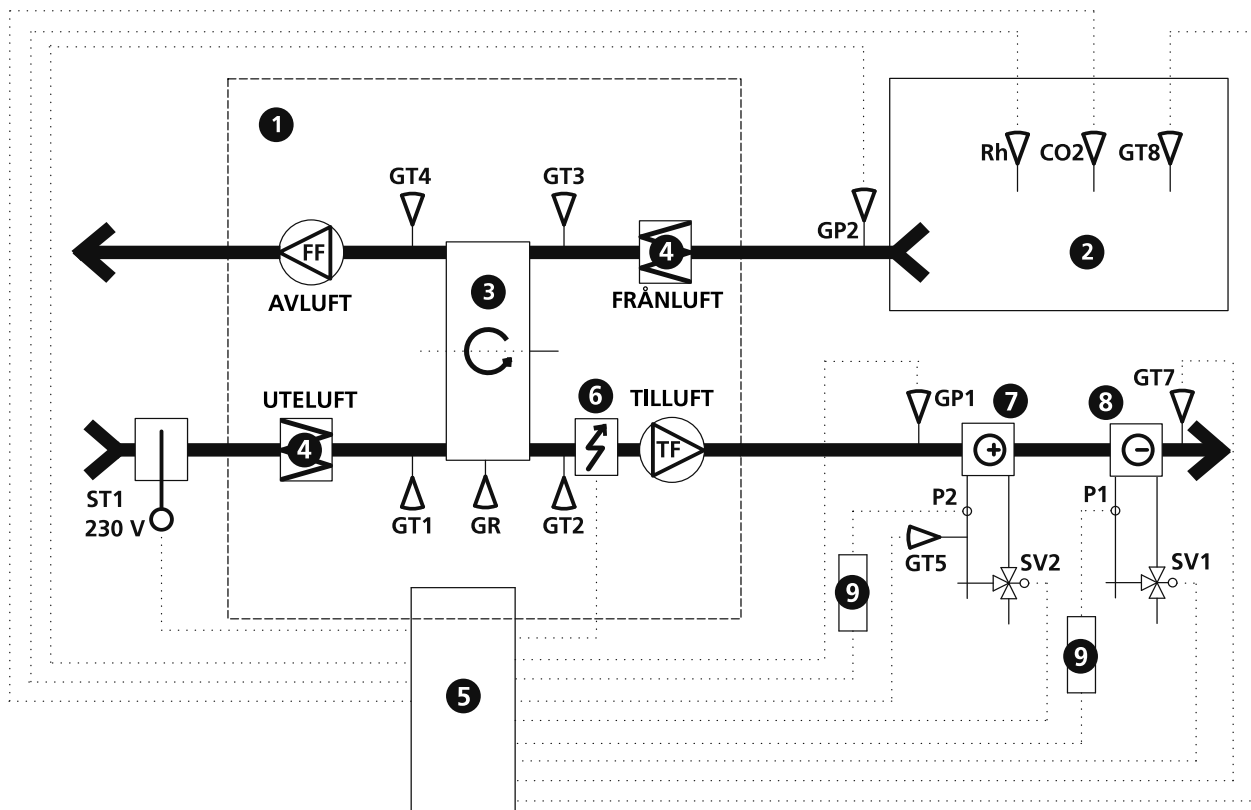 1
Rh
CO2
GT8
GT4
GT3
GP2
FF
4
2
AVLUFT
3
FRÅNLUFT
UTELUFT
6
TILLUFT
GP1
7
8
GT7
4
TF
ST1
230 V
GT1
GR
GT2
P2
P1
GT5
SV2
SV1
9
9
5